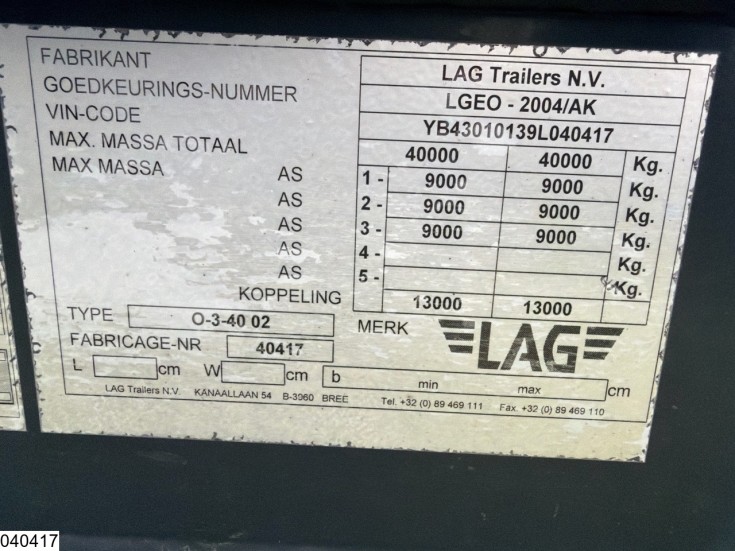 FABRIKANT LAG Trailers N.V.
GOEDKEURINGS-NUMMER LGEO - 2004/AK
VIN-CODE YB43010139L040417
MAX. MASSA TOTAAL 40000 40000 Kg.
MAX MASSA AS 1 - 9000 9000 Kg.
AS 2 - 9000 9000 Kg.
AS 3 - 9000 9000 Kg.
AS 4 - Kg.
AS 5 - Kg.
KOPPELING 13000 13000
TYPE O-3-40 02 MERK LAG
FABRICAGE-NR 40417
L cm W cm b min max cm
LAG Trailers N.V. KANAALLAAN 54 B-3960 BREE Tel. +32 (0) 89 469 111 Fax. +32 (0) 89 469 110
040417